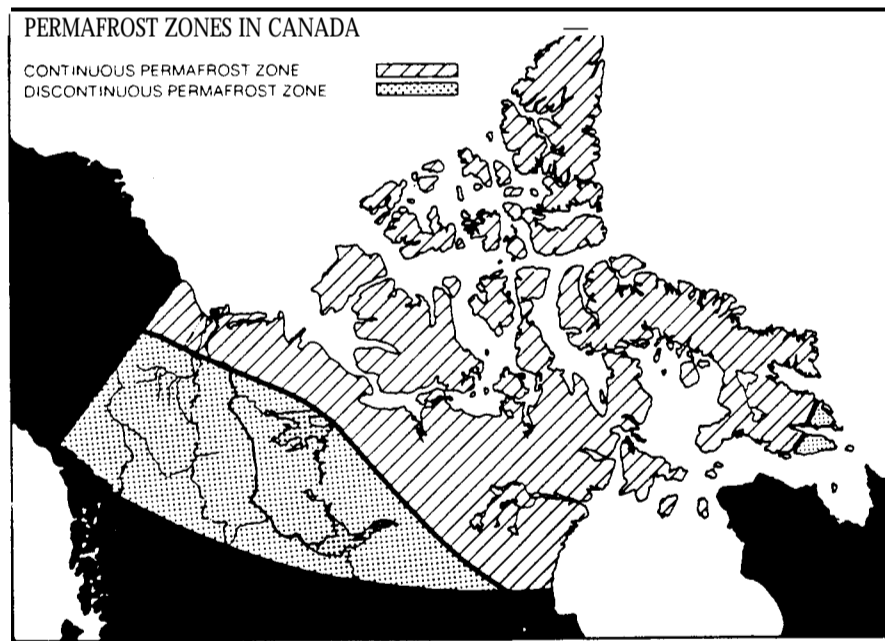 PERMAFROST ZONES IN CANADA
CONTINUOUS PERMAFROST ZONE
DISCONTINUOUS PERMAFROST ZONE